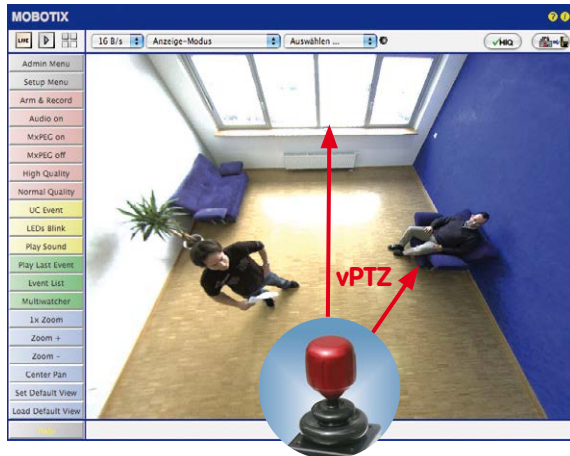 MOBOTIX
LIVE
16 B/s
Anzeige-Modus
Auswählen ...
HiQ
Admin Menu
Setup Menu
Arm & Record
Audio on
MxPEG on
MxPEG off
High Quality
Normal Quality
UC Event
LEDs Blink
Play Sound
Play Last Event
Event List
Multiwatcher
1x Zoom
Zoom +
Zoom –
Center Pan
Set Default View
Load Default View
vPTZ